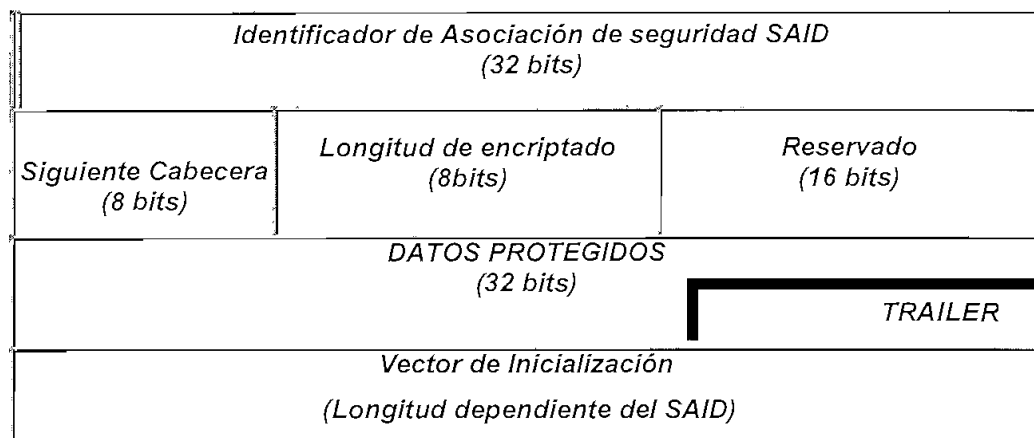 Identificador de Asociación de seguridad SAID
(32 bits)
Siguiente Cabecera
(8 bits)
Longitud de encriptado
(8bits)
Reservado
(16 bits)
DATOS PROTEGIDOS
(32 bits)
TRAILER
Vector de Inicialización
(Longitud dependiente del SAID)